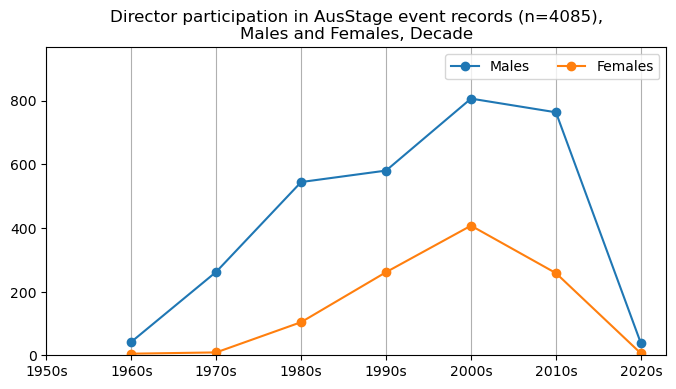 Director participation in AusStage event records (n=4085),
Males and Females, Decade
Males Females
800
600
400
200
0
1950s 1960s 1970s 1980s 1990s 2000s 2010s 2020s